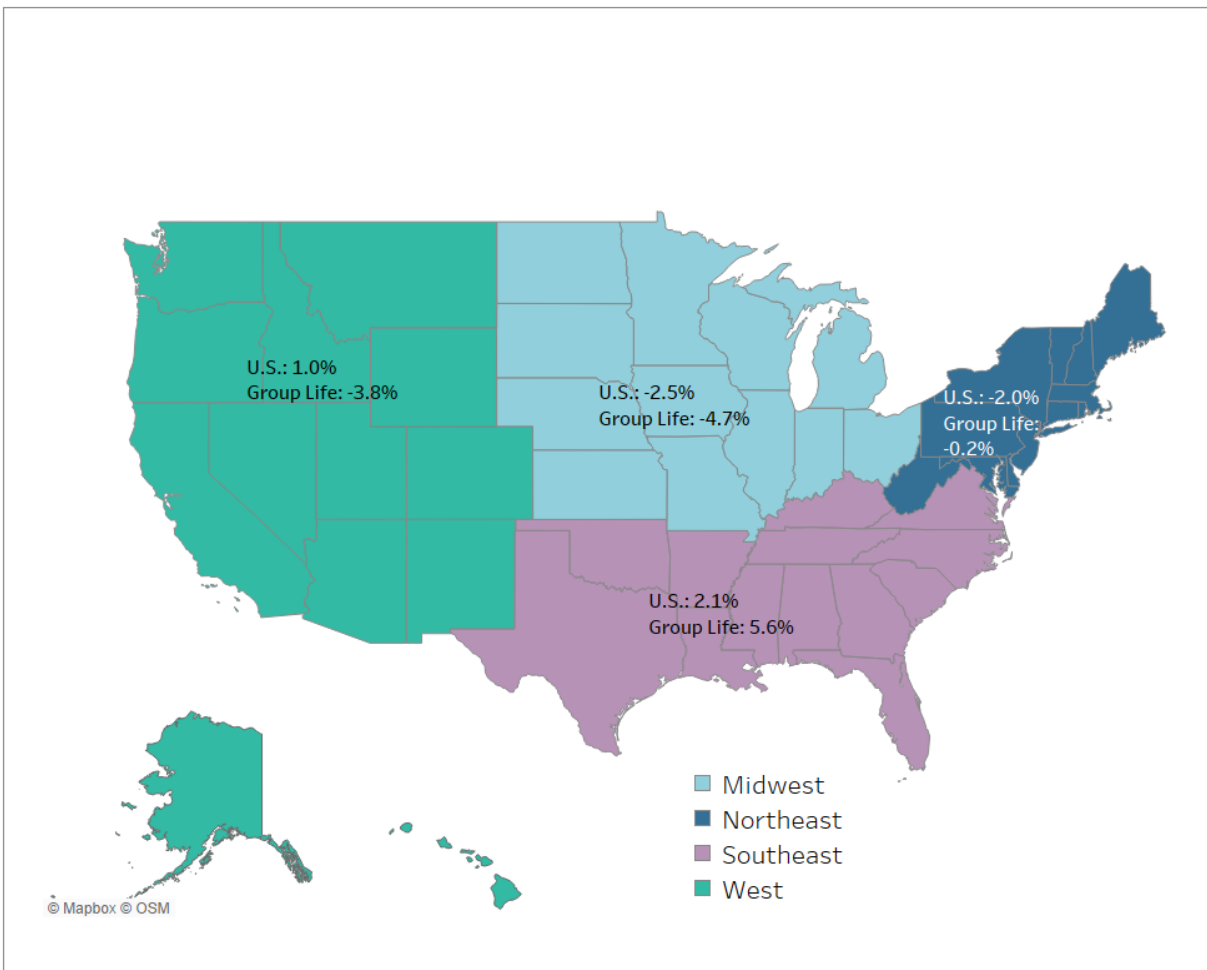 U.S.: 1.0%
Group Life: -3.8%
U.S.: -2.5%
Group Life: -4.7%
U.S.: -2.0%
Group Life:
-0.2%
U.S.: 2.1%
Group Life: 5.6%
Midwest
Northeast
Southeast
West
© Mapbox © OSM